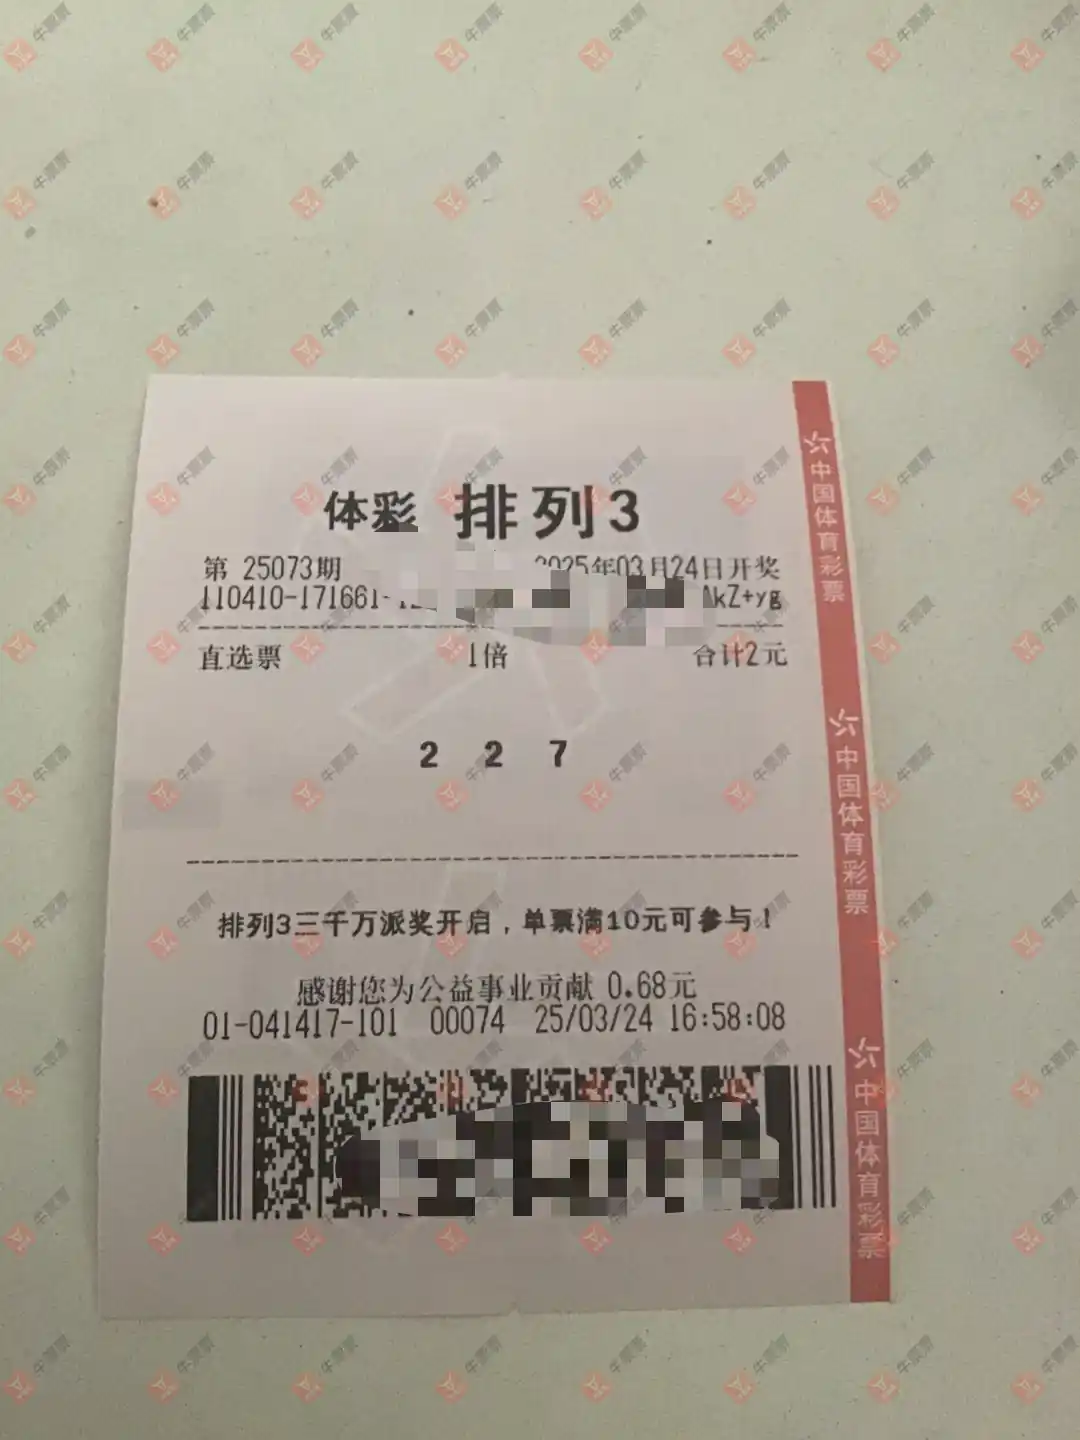 体彩 排列3
第 25073期 2025年03月24日开奖
110410-171661- AkZ+yg
直选票 1倍 合计2元
2 2 7
排列3三千万派奖开启，单票满10元可参与！
感谢您为公益事业贡献 0.68元
01-041417-101 00074 25/03/24 16:58:08
中国体育彩票
中国体育彩票
中国体育彩票
牛票票